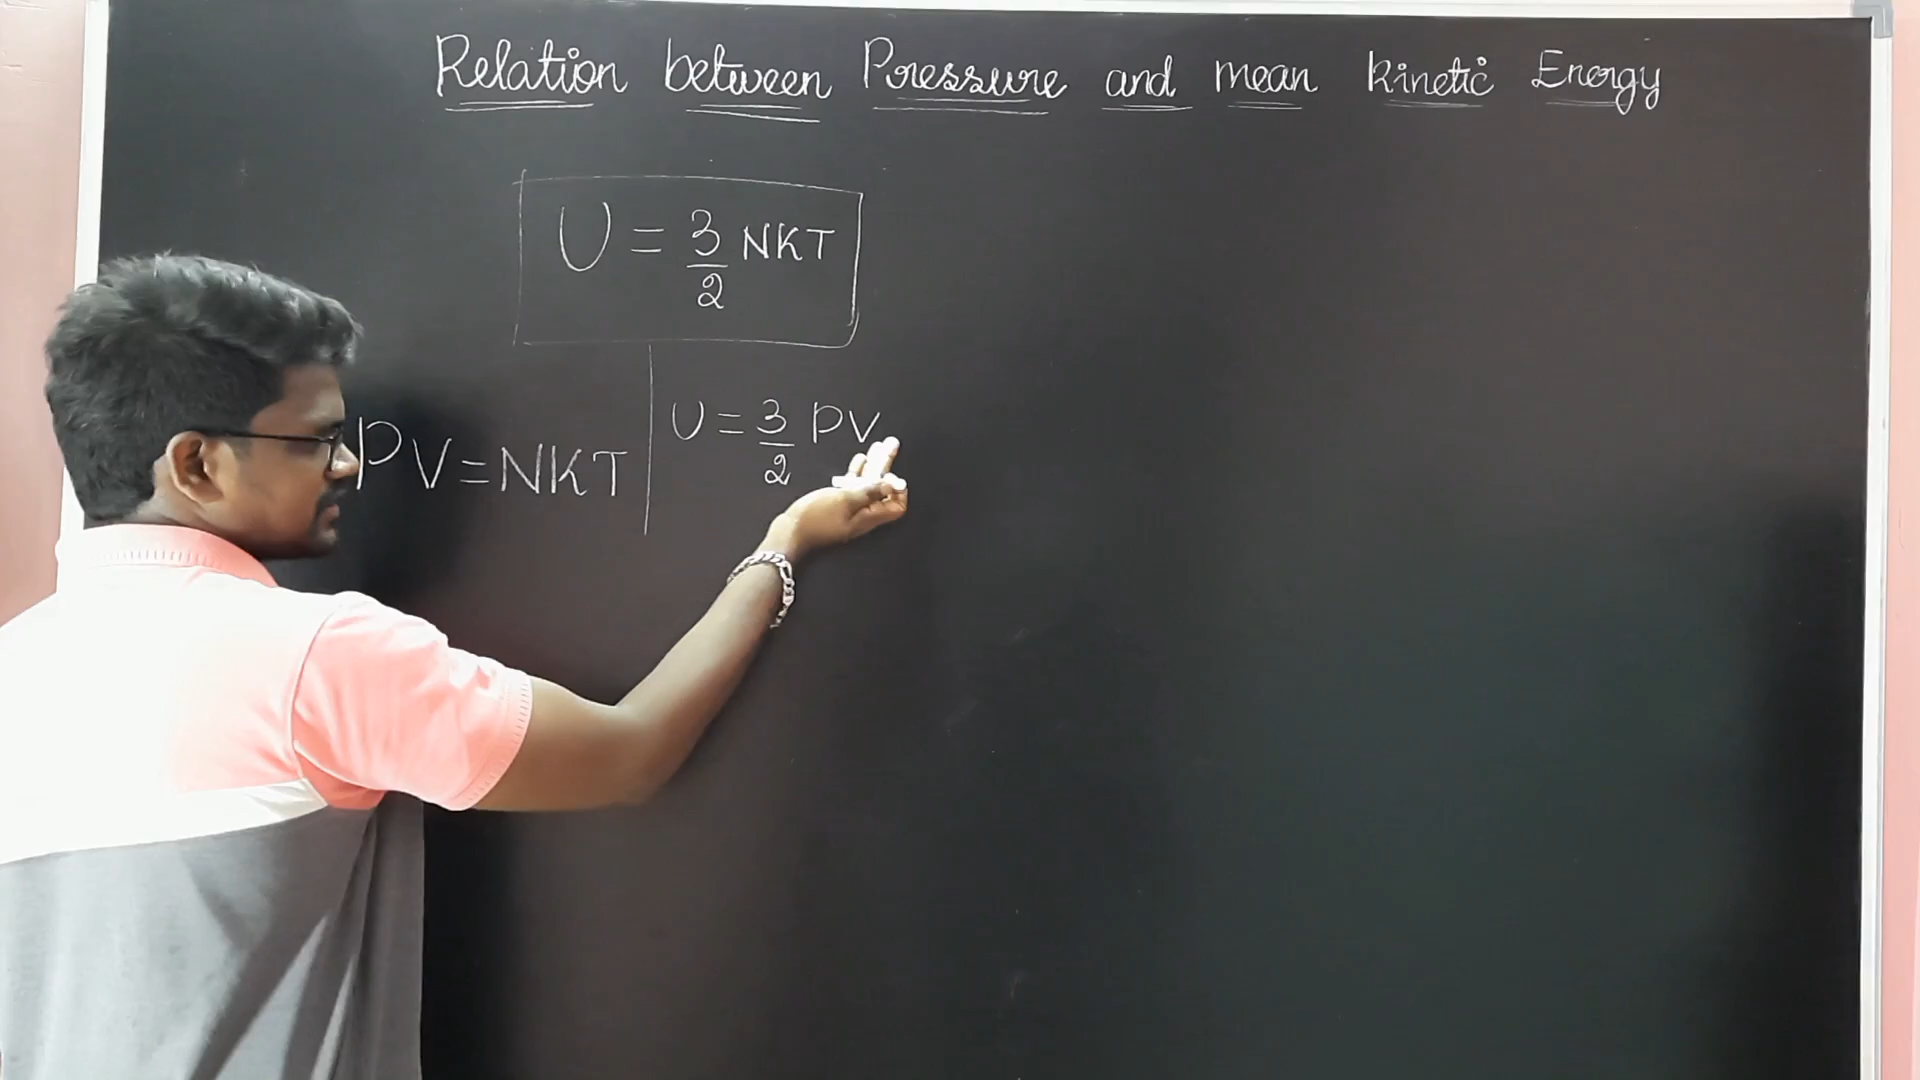 Relation between Pressure and mean Kinetic Energy
U = 3/2 NKT
PV = NKT
U = 3/2 PV